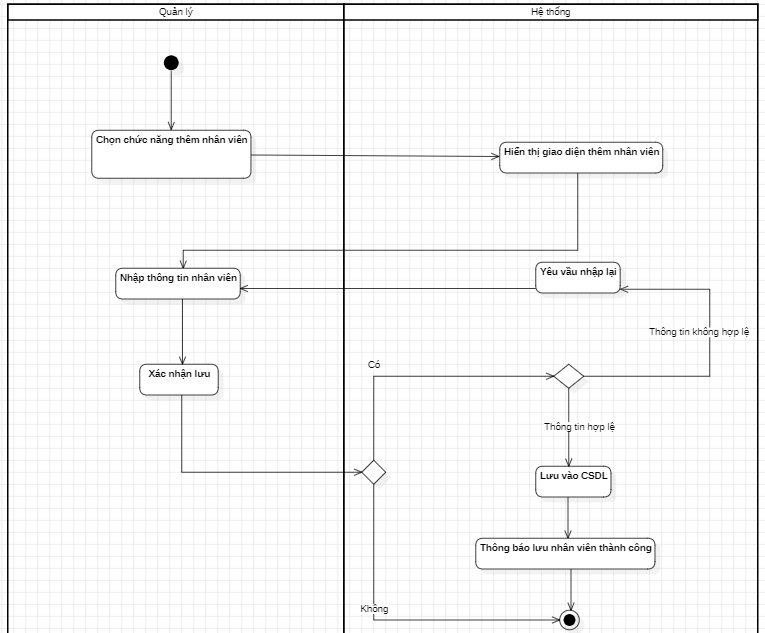 Quản lý
Hệ thống
Chọn chức năng thêm nhân viên
Hiển thị giao diện thêm nhân viên
Nhập thông tin nhân viên
Yêu vầu nhập lại
Thông tin không hợp lệ
Xác nhận lưu
Có
Thông tin hợp lệ
Lưu vào CSDL
Thông báo lưu nhân viên thành công
Không